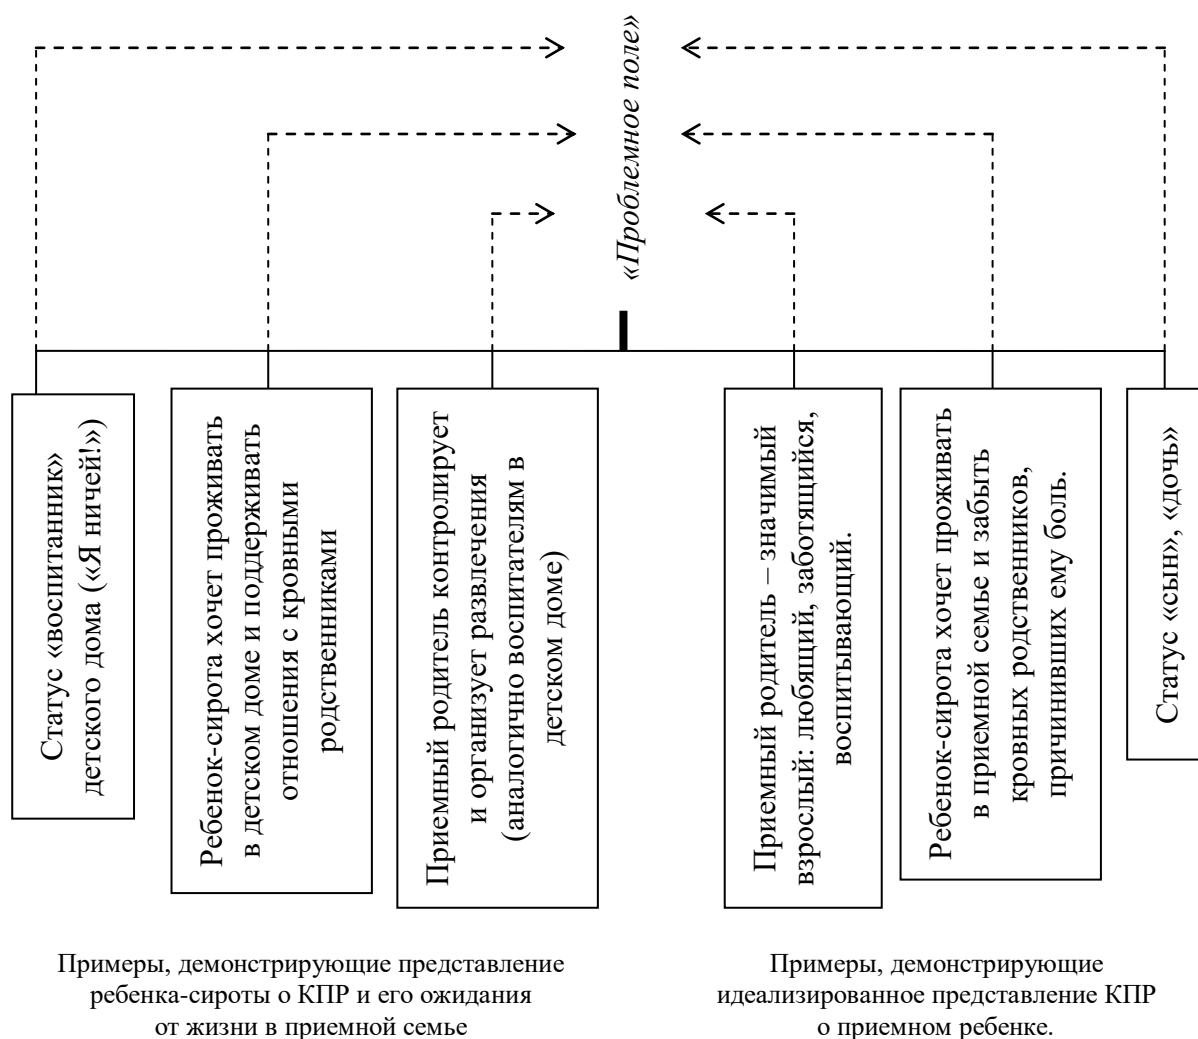 «Проблемное поле»
Статус «воспитанник»
детского дома («Я ничей!»)
Ребенок-сирота хочет проживать
в детском доме и поддерживать
отношения с кровными
родственниками
Приемный родитель контролирует
и организует развлечения
(аналогично воспитателям в
детском доме)
Приемный родитель – значимый
взрослый: любящий, заботящийся,
воспитывающий.
Ребенок-сирота хочет проживать
в приемной семье и забыть
кровных родственников,
причинивших ему боль.
Статус «сын», «дочь»
Примеры, демонстрирующие представление
ребенка-сироты о КПР и его ожидания
от жизни в приемной семье
Примеры, демонстрирующие
идеализированное представление КПР
о приемном ребенке.